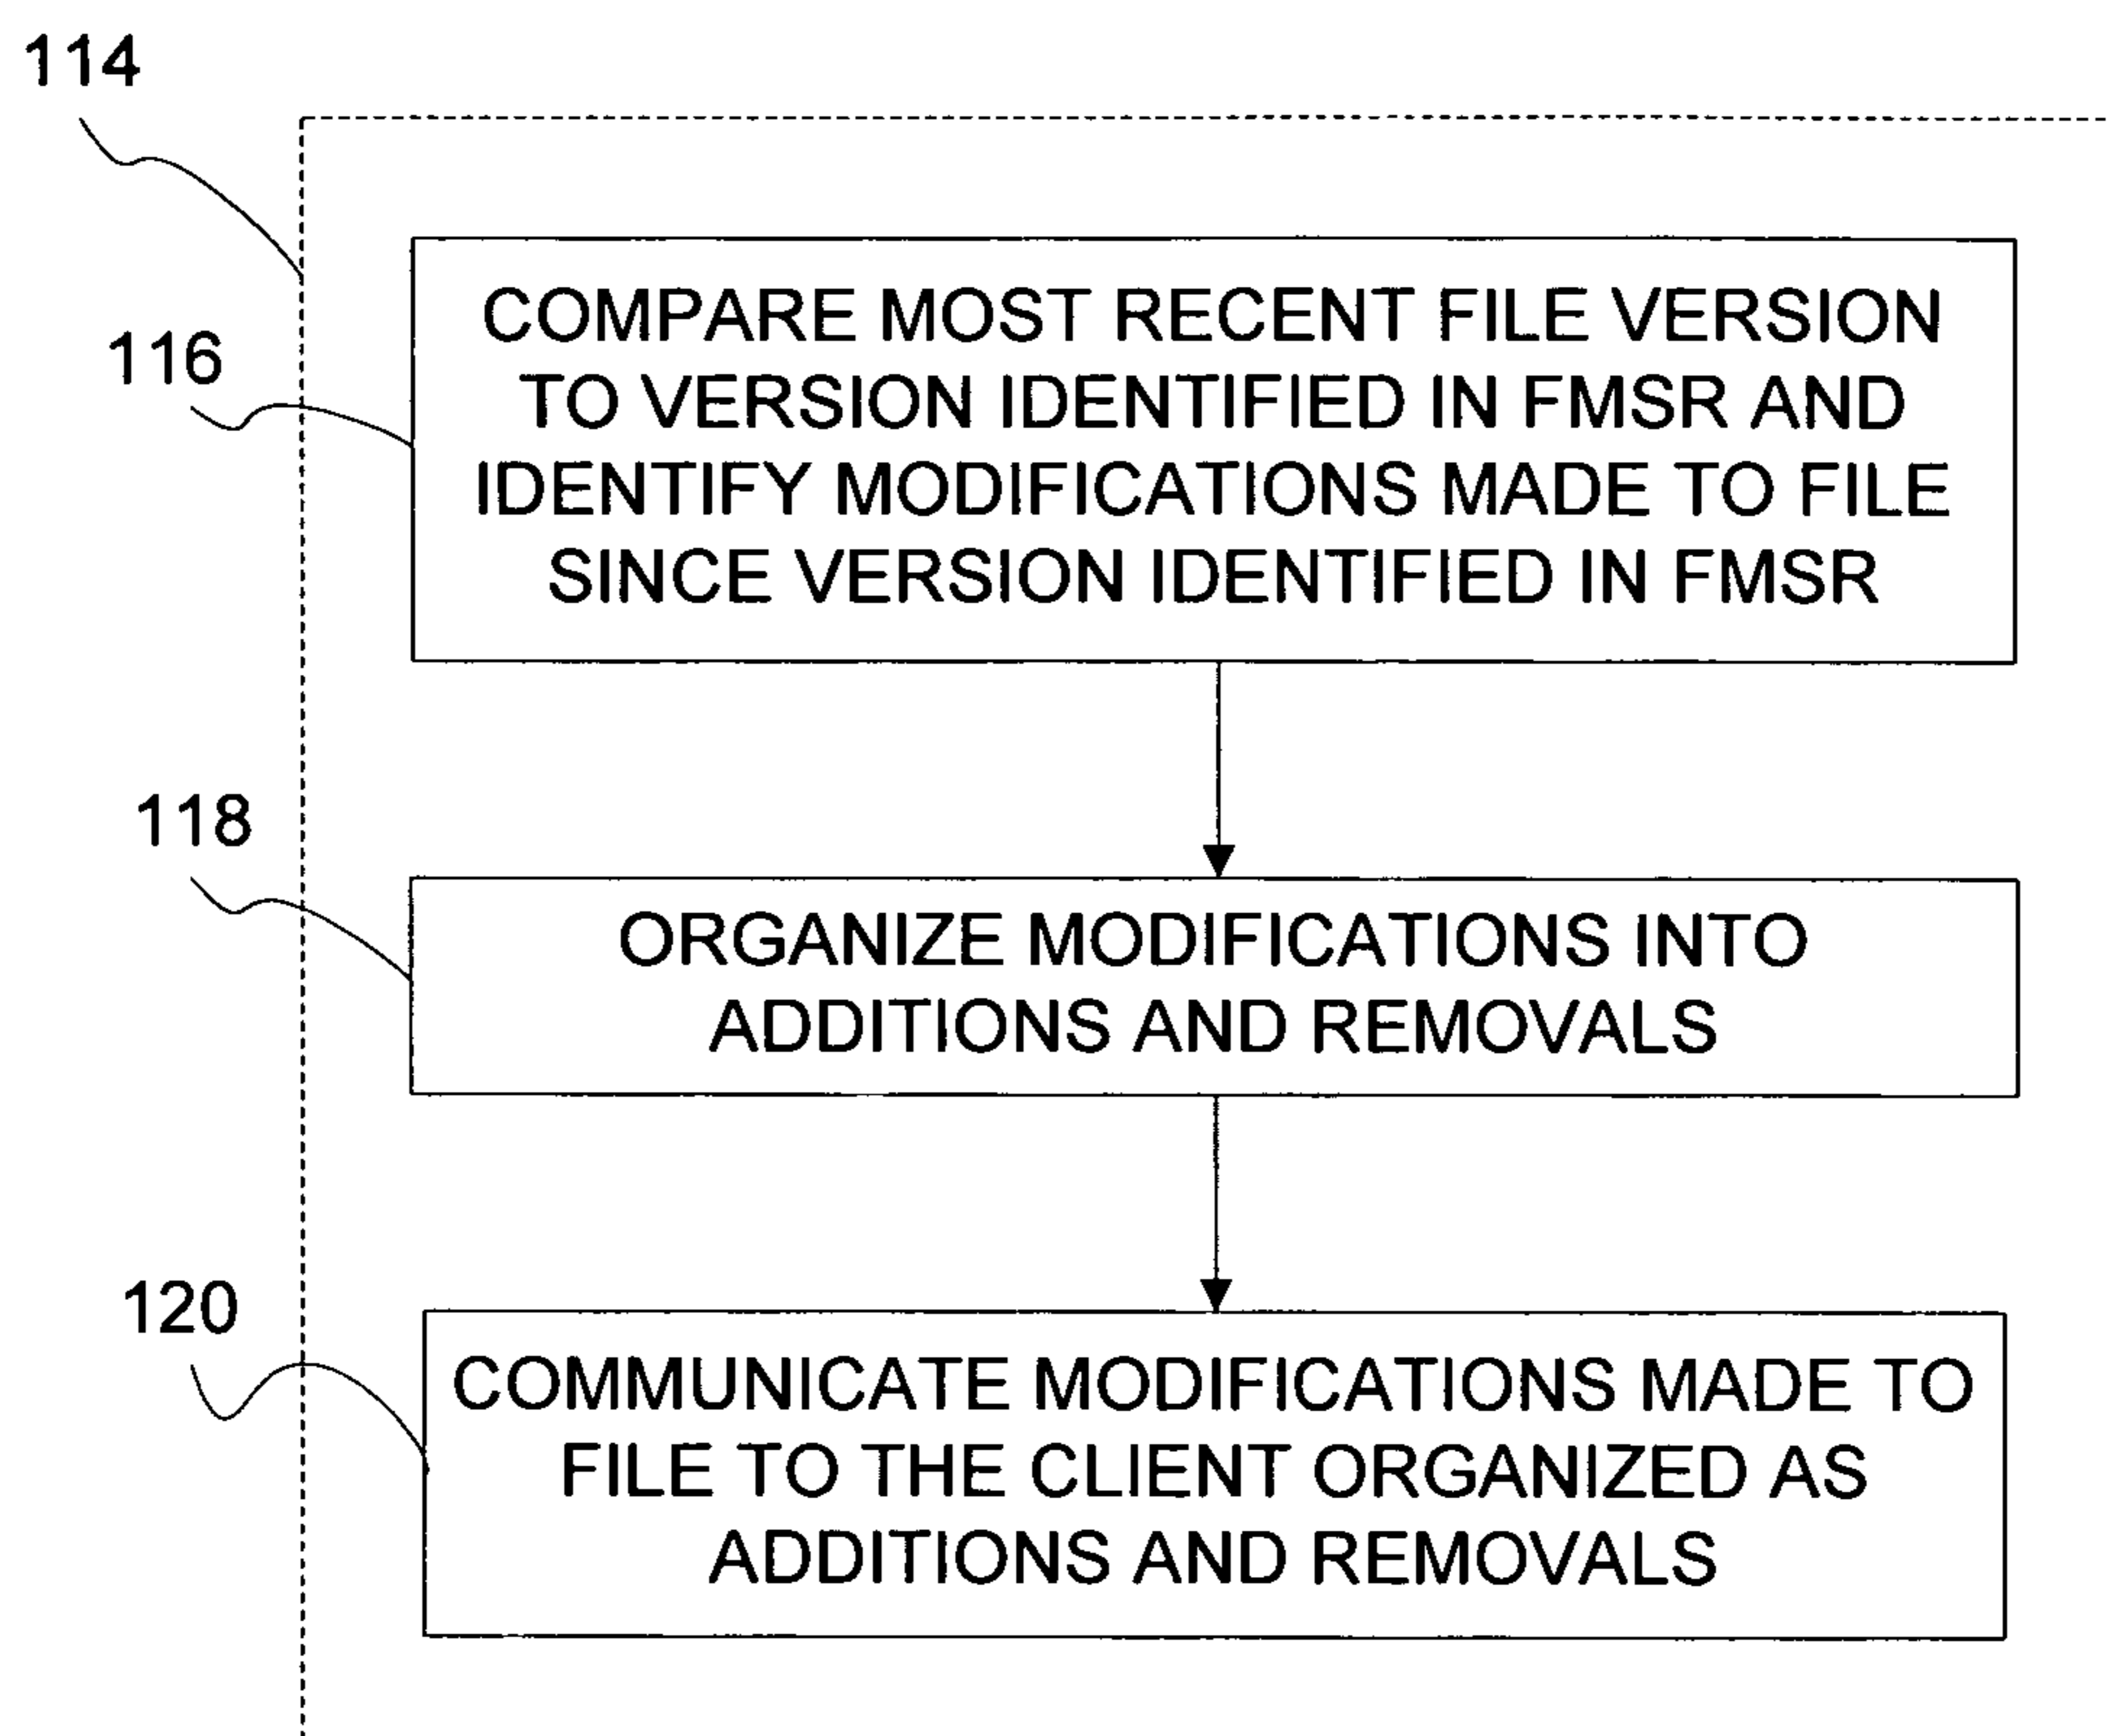 114
116
COMPARE MOST RECENT FILE VERSION
TO VERSION IDENTIFIED IN FMSR AND
IDENTIFY MODIFICATIONS MADE TO FILE
SINCE VERSION IDENTIFIED IN FMSR
118
ORGANIZE MODIFICATIONS INTO
ADDITIONS AND REMOVALS
120
COMMUNICATE MODIFICATIONS MADE TO
FILE TO THE CLIENT ORGANIZED AS
ADDITIONS AND REMOVALS